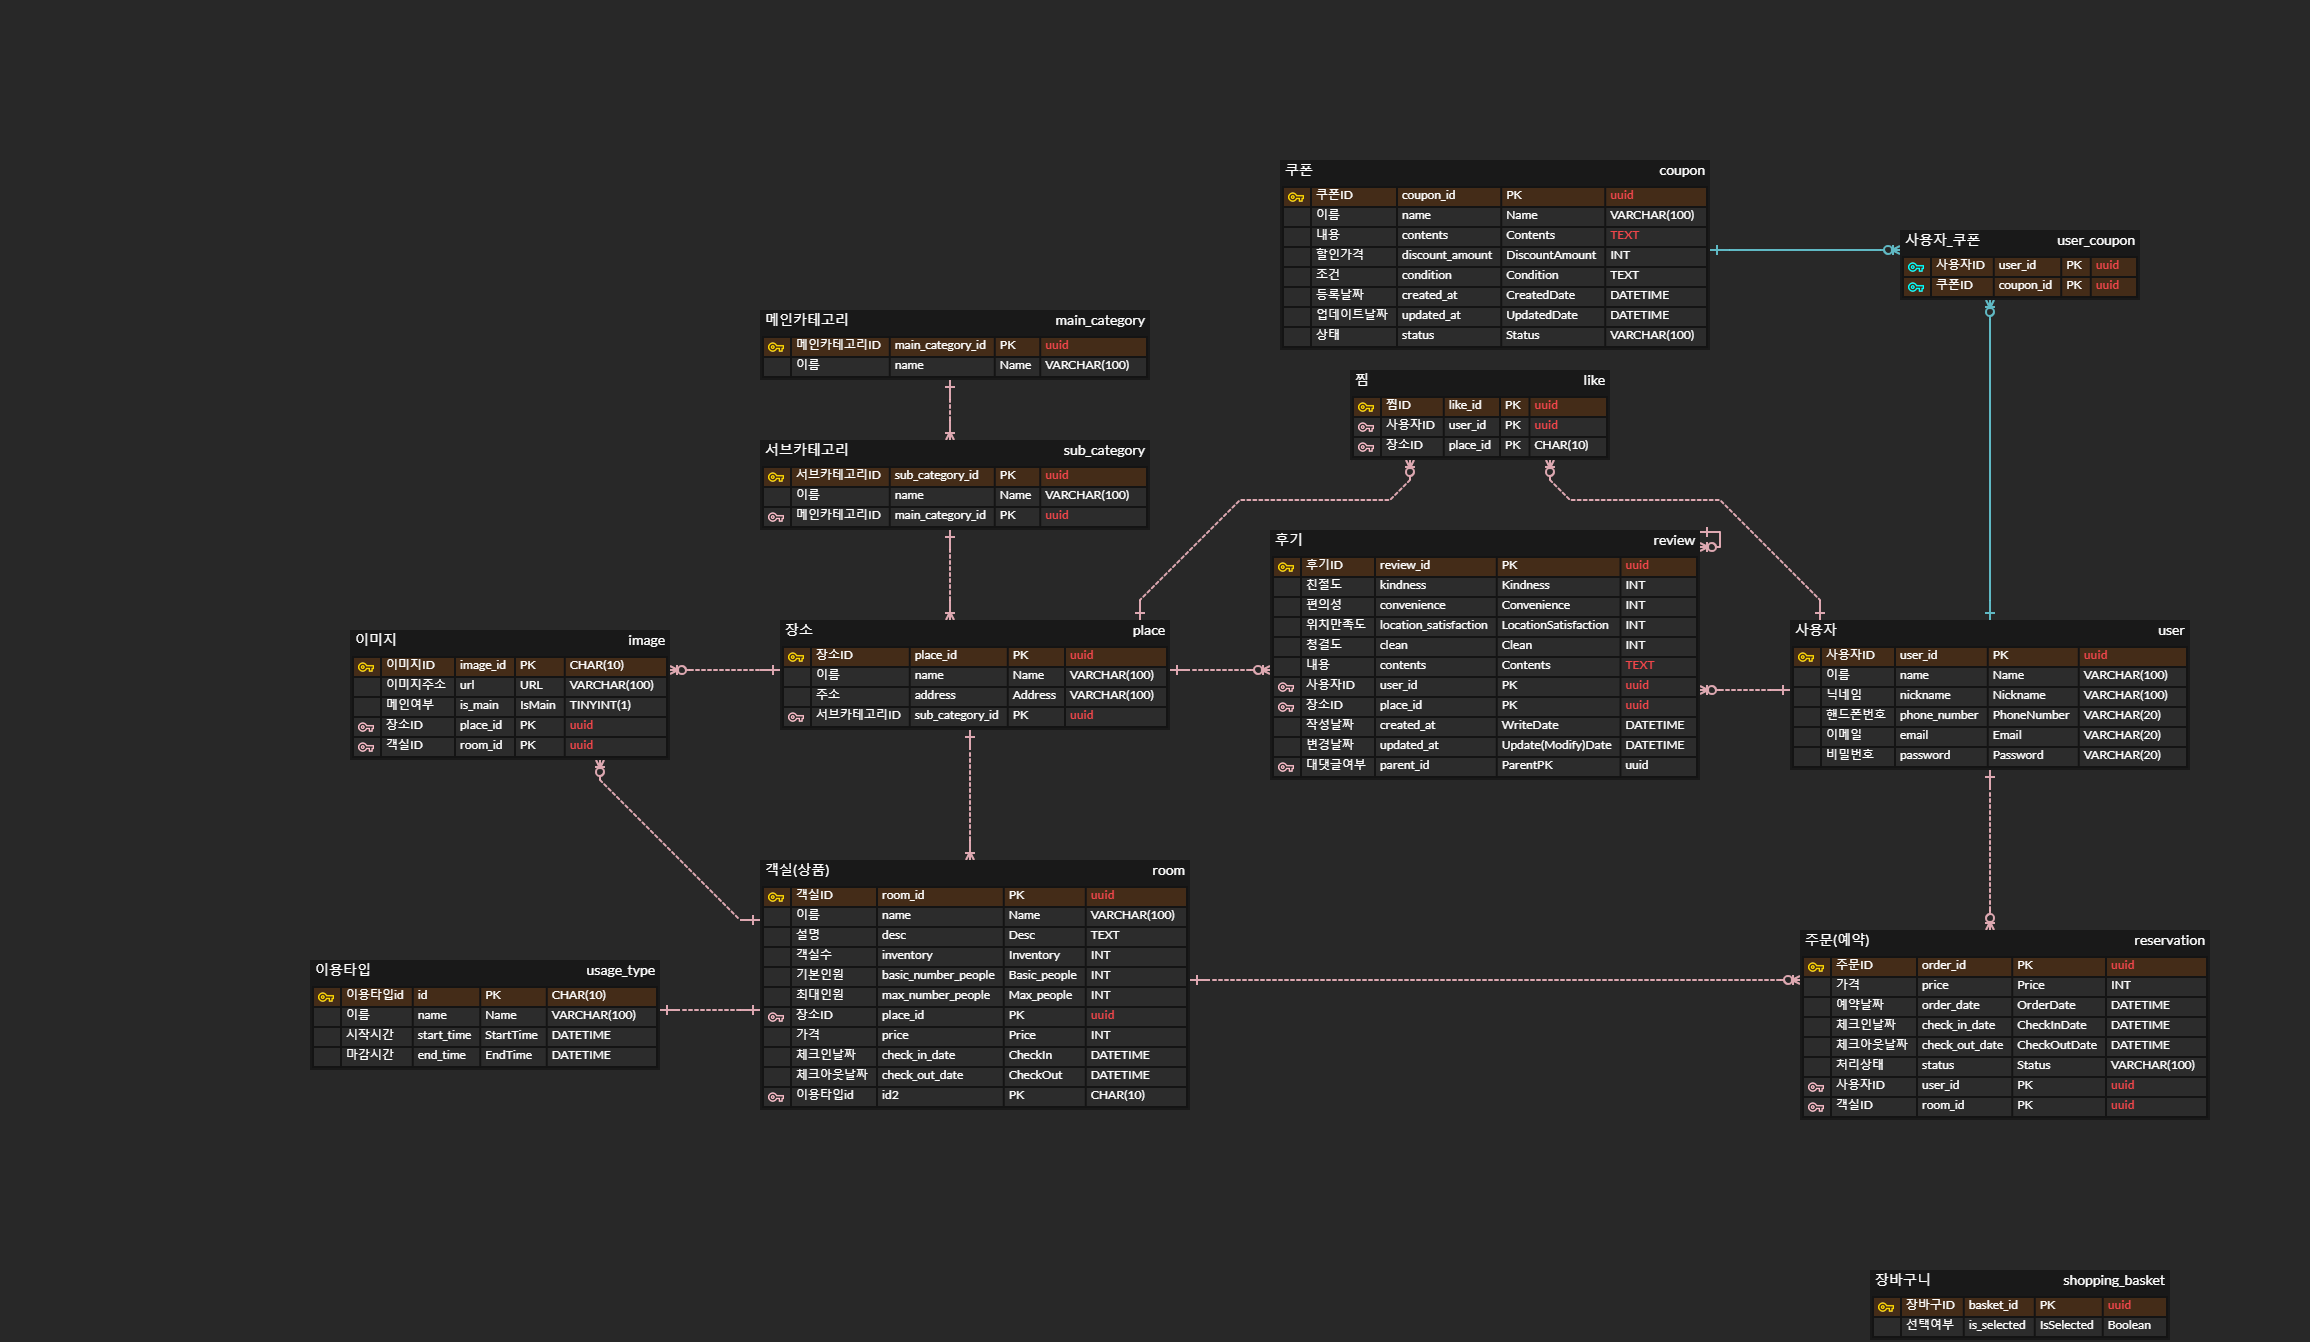 쿠폰 coupon
쿠폰ID coupon_id PK uuid
이름 name Name VARCHAR(100)
내용 contents Contents TEXT
할인가격 discount_amount DiscountAmount INT
조건 condition Condition TEXT
등록날짜 created_at CreatedDate DATETIME
업데이트날짜 updated_at UpdatedDate DATETIME
상태 status Status VARCHAR(100)
사용자_쿠폰 user_coupon
사용자ID user_id PK uuid
쿠폰ID coupon_id PK uuid
메인카테고리 main_category
메인카테고리ID main_category_id PK uuid
이름 name Name VARCHAR(100)
찜 like
찜ID like_id PK uuid
사용자ID user_id PK uuid
장소ID place_id PK CHAR(10)
서브카테고리 sub_category
서브카테고리ID sub_category_id PK uuid
이름 name Name VARCHAR(100)
메인카테고리ID main_category_id PK uuid
후기 review
후기ID review_id PK uuid
친절도 kindness Kindness INT
편의성 convenience Convenience INT
위치만족도 location_satisfaction LocationSatisfaction INT
청결도 clean Clean INT
내용 contents Contents TEXT
사용자ID user_id PK uuid
장소ID place_id PK uuid
작성날짜 created_at WriteDate DATETIME
변경날짜 updated_at Update(Modify)Date DATETIME
대댓글여부 parent_id ParentPK uuid
이미지 image
이미지ID image_id PK CHAR(10)
이미지주소 url URL VARCHAR(100)
메인여부 is_main IsMain TINYINT(1)
장소ID place_id PK uuid
객실ID room_id PK uuid
장소 place
장소ID place_id PK uuid
이름 name Name VARCHAR(100)
주소 address Address VARCHAR(100)
서브카테고리ID sub_category_id PK uuid
사용자 user
사용자ID user_id PK uuid
이름 name Name VARCHAR(100)
닉네임 nickname Nickname VARCHAR(100)
핸드폰번호 phone_number PhoneNumber VARCHAR(20)
이메일 email Email VARCHAR(20)
비밀번호 password Password VARCHAR(20)
객실(상품) room
객실ID room_id PK uuid
이름 name Name VARCHAR(100)
설명 desc Desc TEXT
객실수 inventory Inventory INT
기본인원 basic_number_people Basic_people INT
최대인원 max_number_people Max_people INT
장소ID place_id PK uuid
가격 price Price INT
체크인날짜 check_in_date CheckIn DATETIME
체크아웃날짜 check_out_date CheckOut DATETIME
이용타입id id2 PK CHAR(10)
이용타입 usage_type
이용타입id id PK CHAR(10)
이름 name Name VARCHAR(100)
시작시간 start_time StartTime DATETIME
마감시간 end_time EndTime DATETIME
주문(예약) reservation
주문ID order_id PK uuid
가격 price Price INT
예약날짜 order_date OrderDate DATETIME
체크인날짜 check_in_date CheckInDate DATETIME
체크아웃날짜 check_out_date CheckOutDate DATETIME
처리상태 status Status VARCHAR(100)
사용자ID user_id PK uuid
객실ID room_id PK uuid
장바구니 shopping_basket
장바구ID basket_id PK uuid
선택여부 is_selected IsSelected Boolean